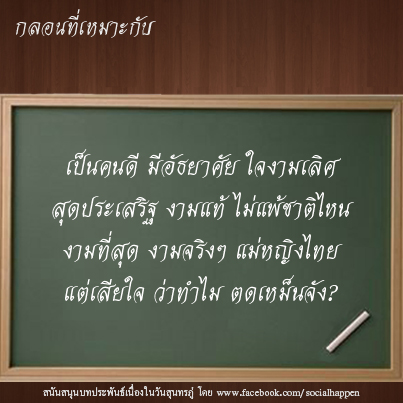 กลอนที่เหมาะกับ
เป็นคนดี มีอัธยาศัย ใจงามเลิศ
สุดประเสริฐ งามแท้ ไม่แพ้ชาติไหน
งามที่สุด งามจริงๆ แม่หญิงไทย
แต่เสียใจ ว่าทำไม ตดเหม็นจัง?
สนันสนุนบทประพันธ์เนื่องในวันสุนทรภู่ โดย www.facebook.com/socialhappen